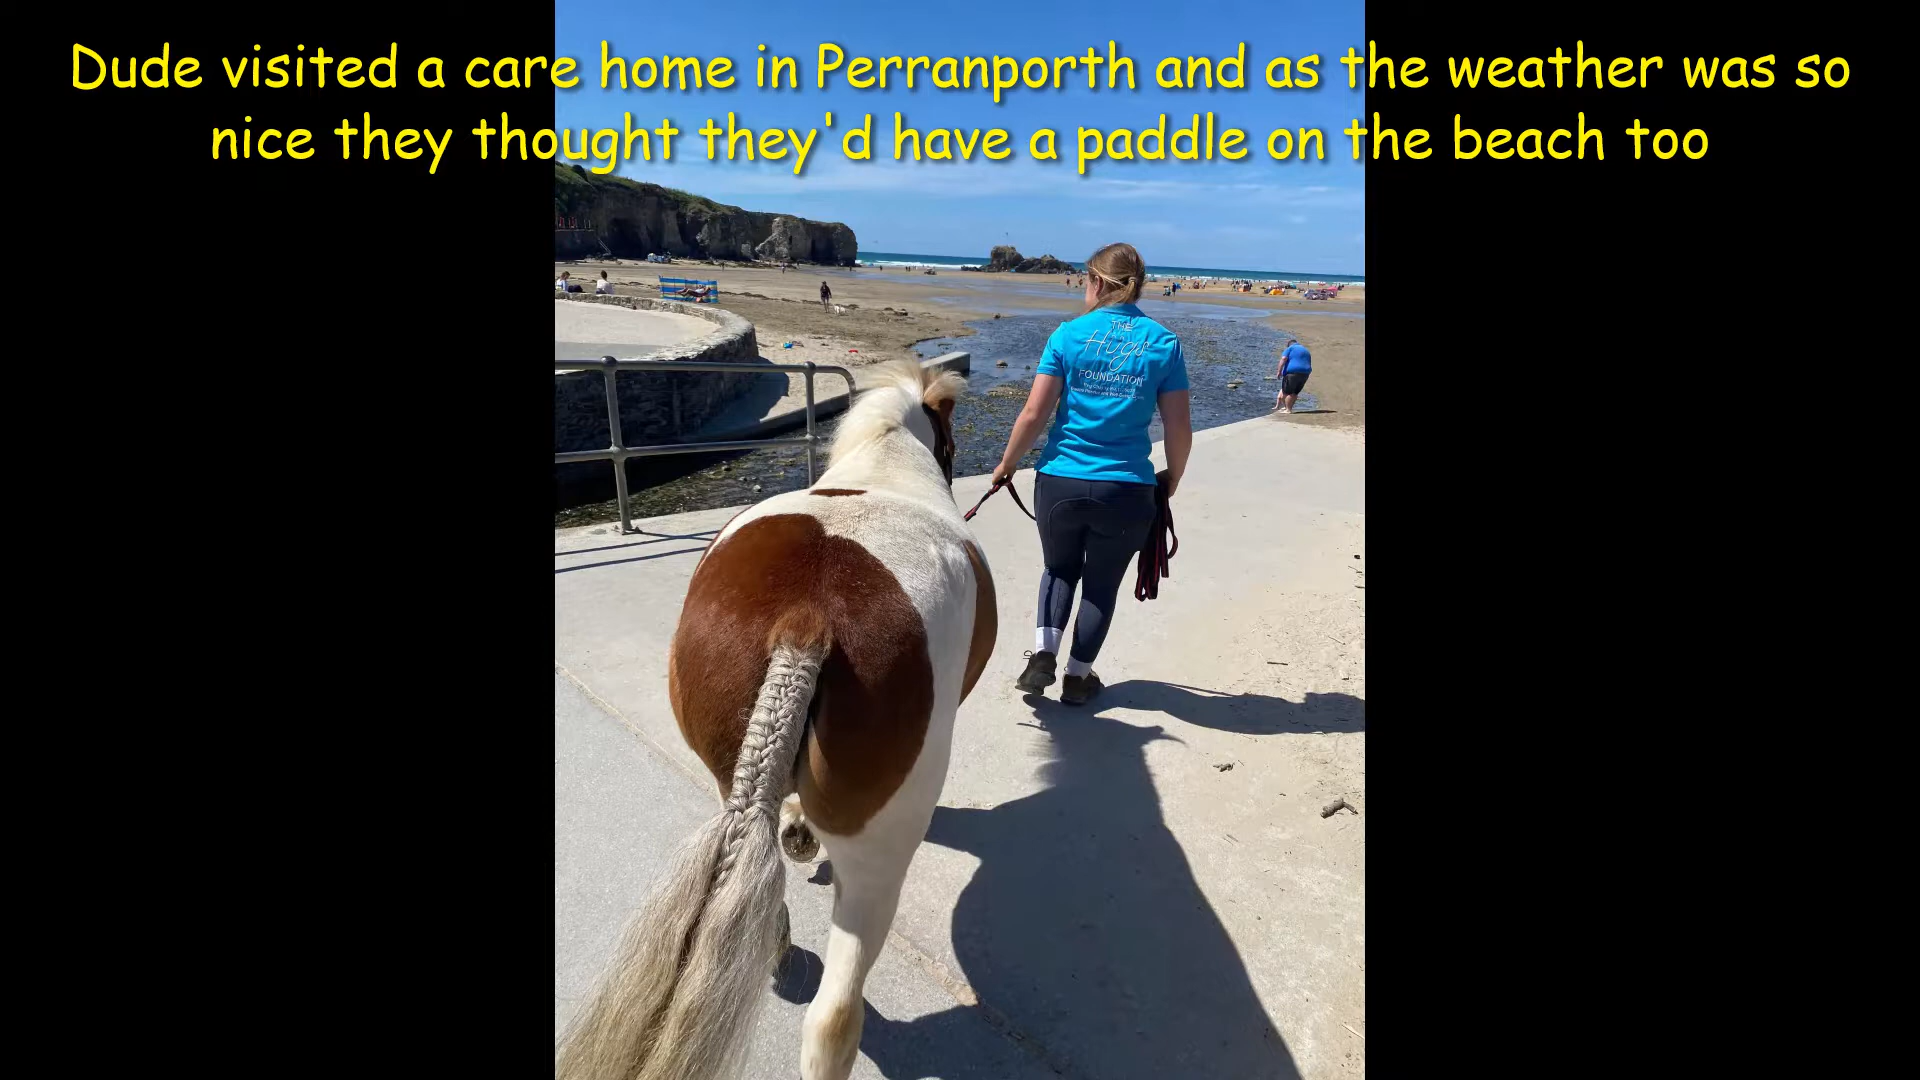 Dude visited a care home in Perranporth and as the weather was so
nice they thought they'd have a paddle on the beach too
THE
Hugs
FOUNDATION